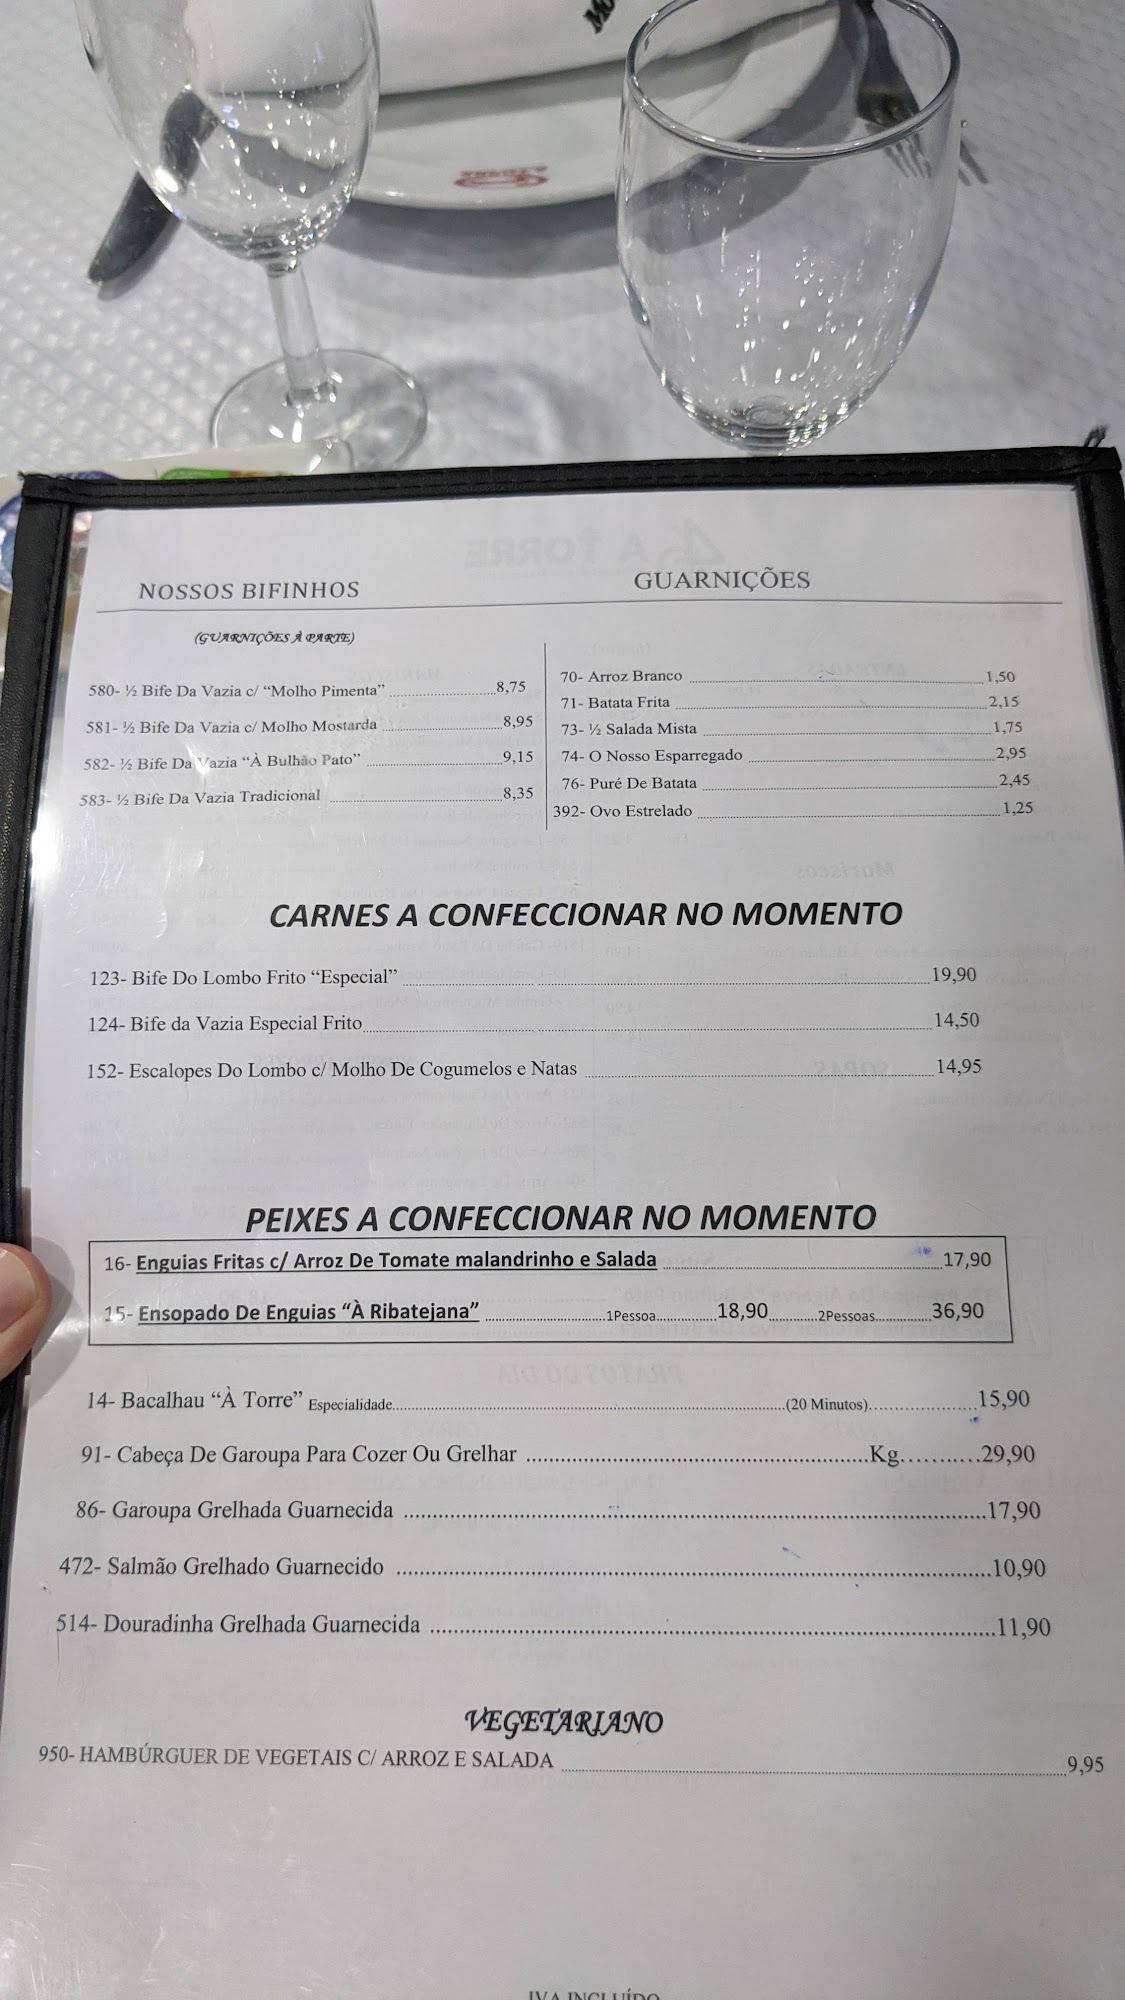 NOSSOS BIFINHOS
(GUARNIÇÕES À PARTE)
580- ½ Bife Da Vazia c/ “Molho Pimenta” 8,75
581- ½ Bife Da Vazia c/ Molho Mostarda 8,95
582- ½ Bife Da Vazia “À Bulhão Pato” 9,15
583- ½ Bife Da Vazia Tradicional 8,35
GUARNIÇÕES
70- Arroz Branco 1,50
71- Batata Frita 2,15
73- ½ Salada Mista 1,75
74- O Nosso Esparregado 2,95
76- Puré De Batata 2,45
392- Ovo Estrelado 1,25
CARNES A CONFECCIONAR NO MOMENTO
123- Bife Do Lombo Frito “Especial” 19,90
124- Bife da Vazia Especial Frito 14,50
152- Escalopes Do Lombo c/ Molho De Cogumelos e Natas 14,95
PEIXES A CONFECCIONAR NO MOMENTO
16- Enguias Fritas c/ Arroz De Tomate malandrinho e Salada 17,90
15- Ensopado De Enguias “À Ribatejana” 1Pessoa 18,90 2Pessoas 36,90
14- Bacalhau “À Torre” Especialidade (20 Minutos) 15,90
91- Cabeça De Garoupa Para Cozer Ou Grelhar Kg 29,90
86- Garoupa Grelhada Guarnecida 17,90
472- Salmão Grelhado Guarnecido 10,90
514- Douradinha Grelhada Guarnecida 11,90
VEGETARIANO
950- HAMBÚRGUER DE VEGETAIS C/ ARROZ E SALADA 9,95
IVA INCLUÍDO